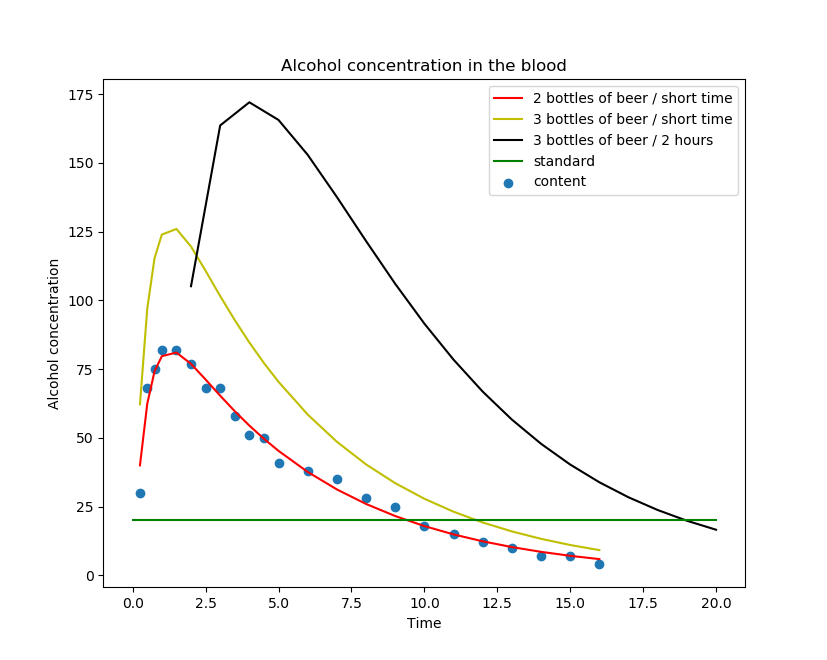 Alcohol concentration in the blood
2 bottles of beer / short time
3 bottles of beer / short time
3 bottles of beer / 2 hours
standard
content
Alcohol concentration
175
150
125
100
75
50
25
0
0.0 2.5 5.0 7.5 10.0 12.5 15.0 17.5 20.0
Time